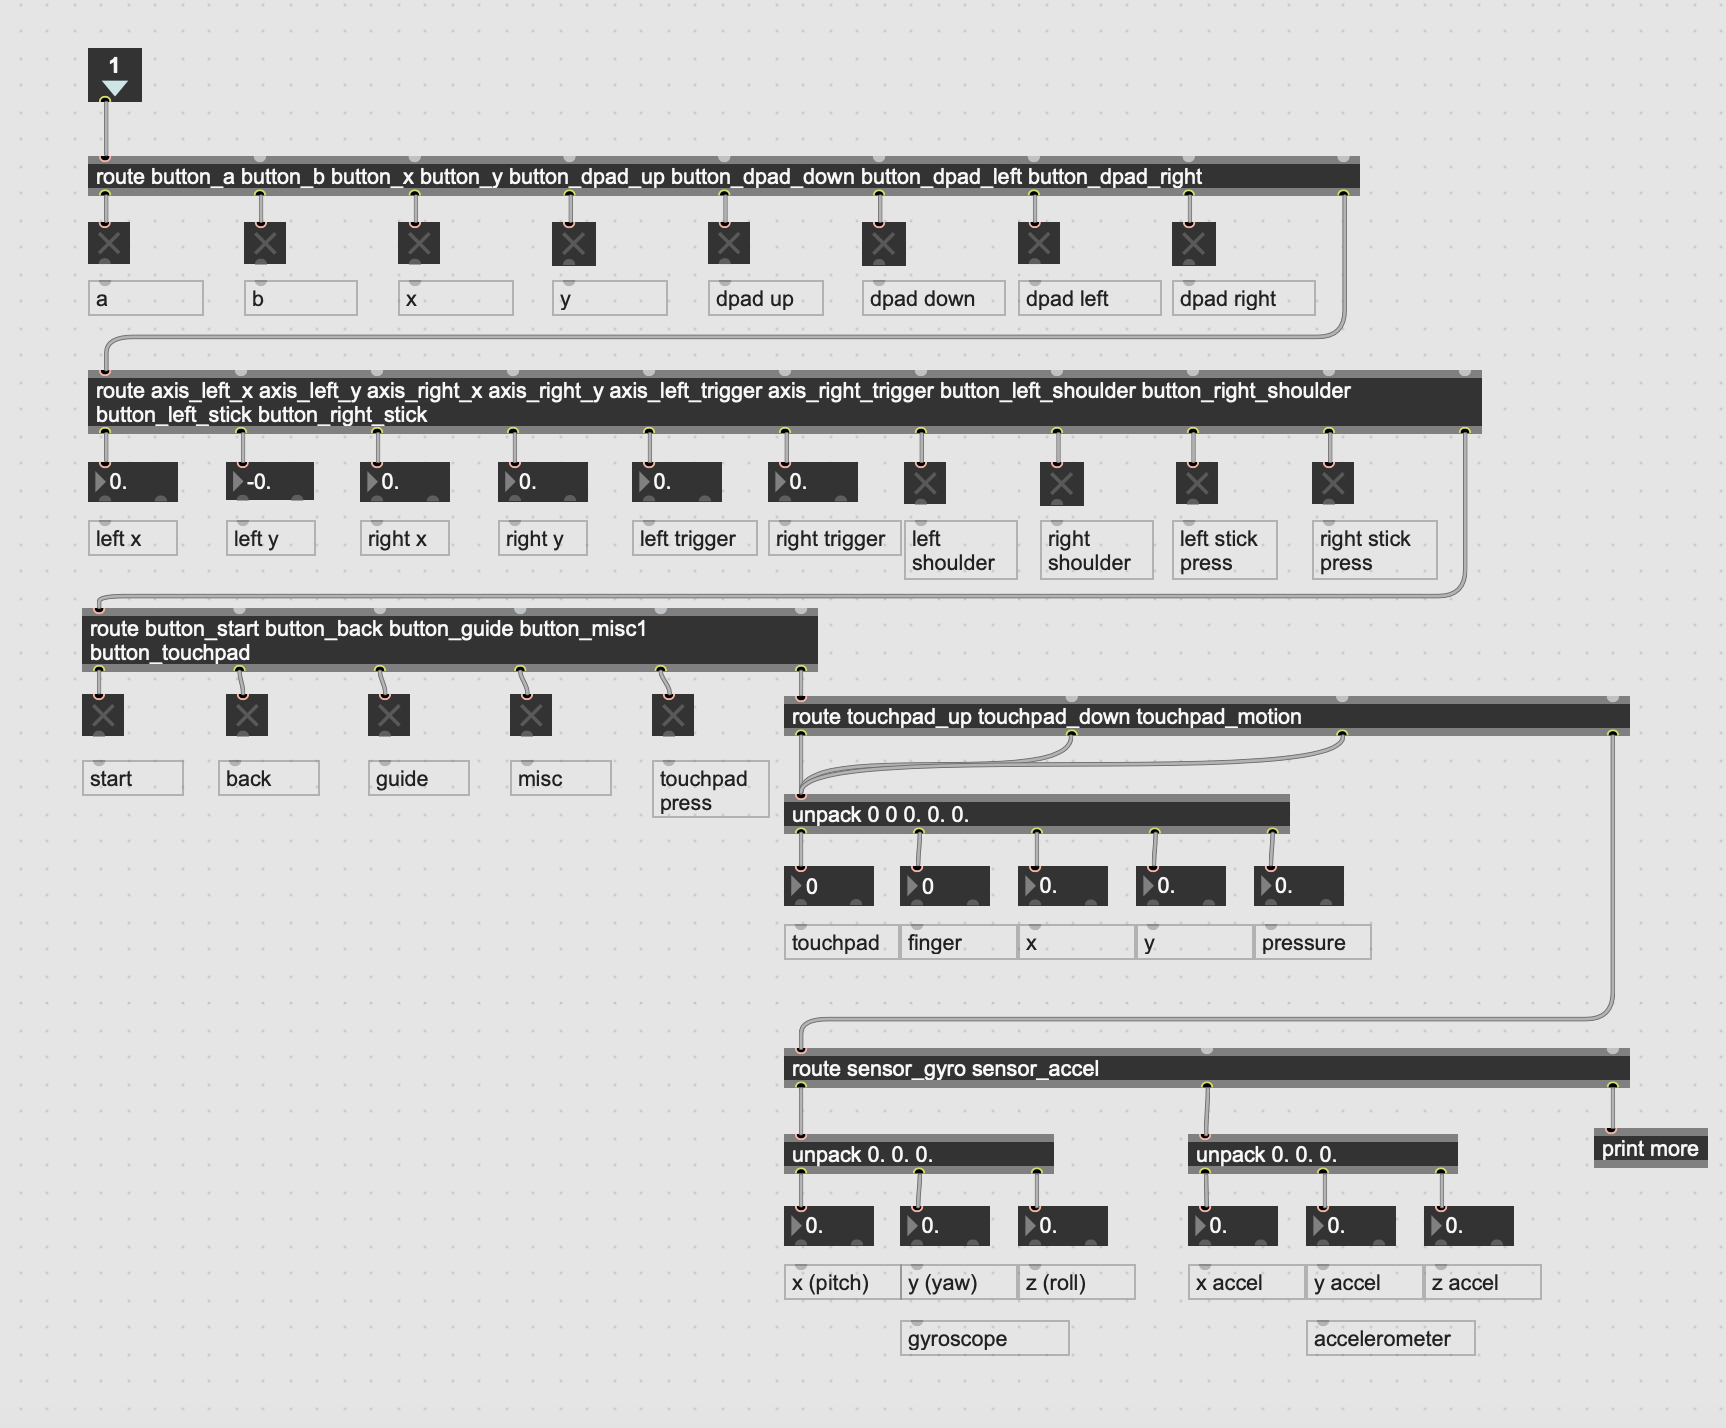 1
route button_a button_b button_x button_y button_dpad_up button_dpad_down button_dpad_left button_dpad_right
a
b
x
y
dpad up
dpad down
dpad left
dpad right
route axis_left_x axis_left_y axis_right_x axis_right_y axis_left_trigger axis_right_trigger button_left_shoulder button_right_shoulder
button_left_stick button_right_stick
0.
-0.
0.
0.
0.
0.
left x
left y
right x
right y
left trigger
right trigger
left
shoulder
right
shoulder
left stick
press
right stick
press
route button_start button_back button_guide button_misc1
button_touchpad
start
back
guide
misc
touchpad
press
route touchpad_up touchpad_down touchpad_motion
unpack 0 0 0. 0. 0.
0
0
0.
0.
0.
touchpad
finger
x
y
pressure
route sensor_gyro sensor_accel
unpack 0. 0. 0.
unpack 0. 0. 0.
print more
0.
0.
0.
0.
0.
0.
x (pitch)
y (yaw)
z (roll)
x accel
y accel
z accel
gyroscope
accelerometer